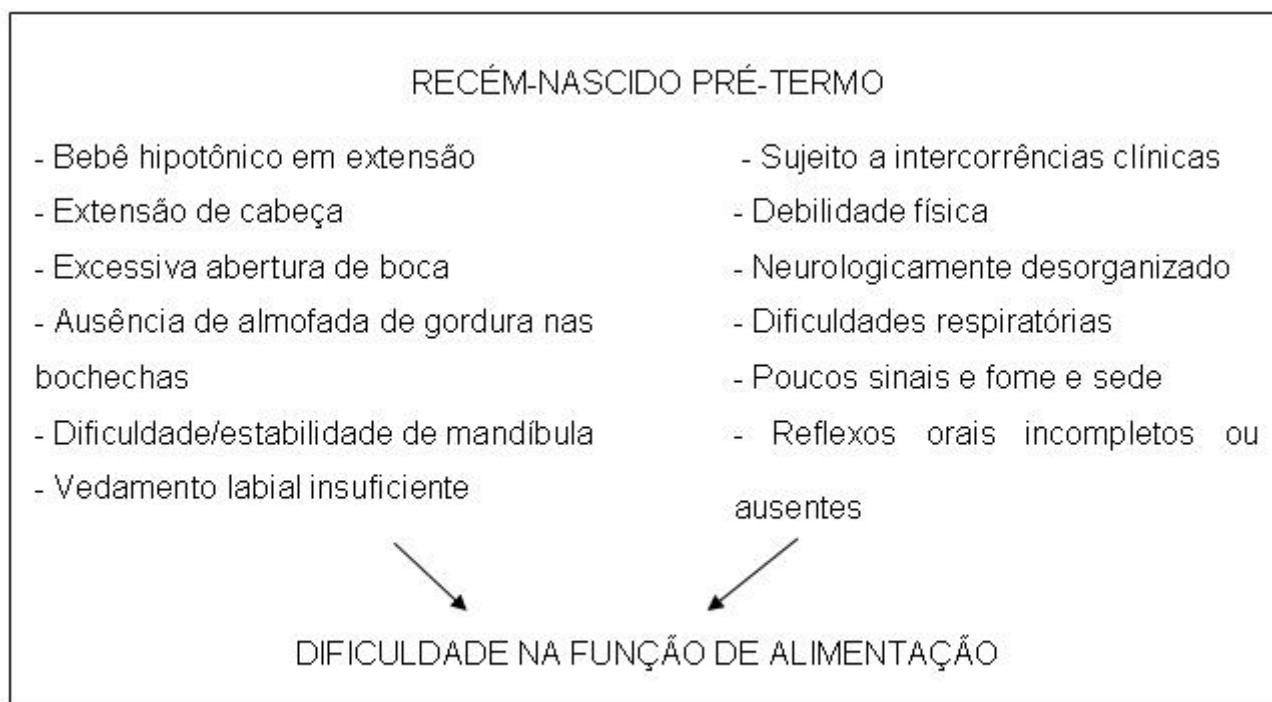 RECÉM-NASCIDO PRÉ-TERMO
- Bebê hipotônico em extensão
- Extensão de cabeça
- Excessiva abertura de boca
- Ausência de almofada de gordura nas
bochechas
- Dificuldade/estabilidade de mandíbula
- Vedamento labial insuficiente
- Sujeito a intercorrências clínicas
- Debilidade física
- Neurologicamente desorganizado
- Dificuldades respiratórias
- Poucos sinais e fome e sede
- Reflexos orais incompletos ou
ausentes
DIFICULDADE NA FUNÇÃO DE ALIMENTAÇÃO